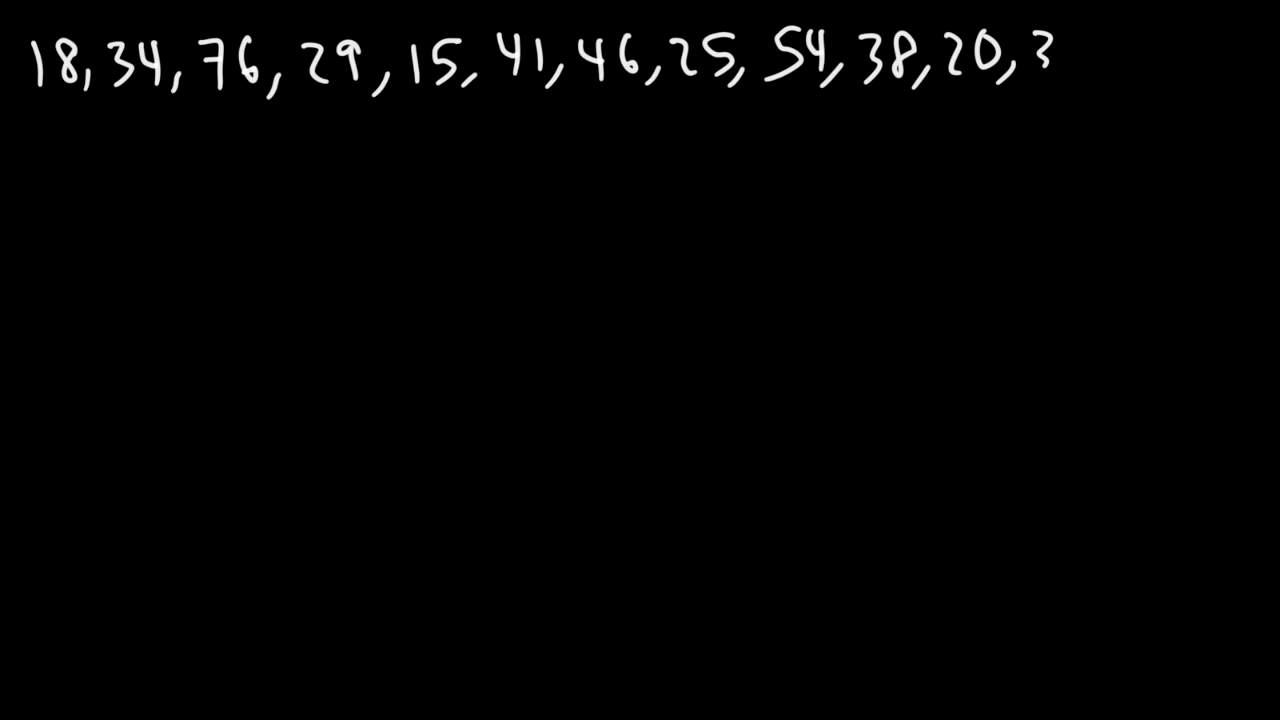 18, 34, 76, 29, 15, 41, 46, 25, 54, 38, 20, 3